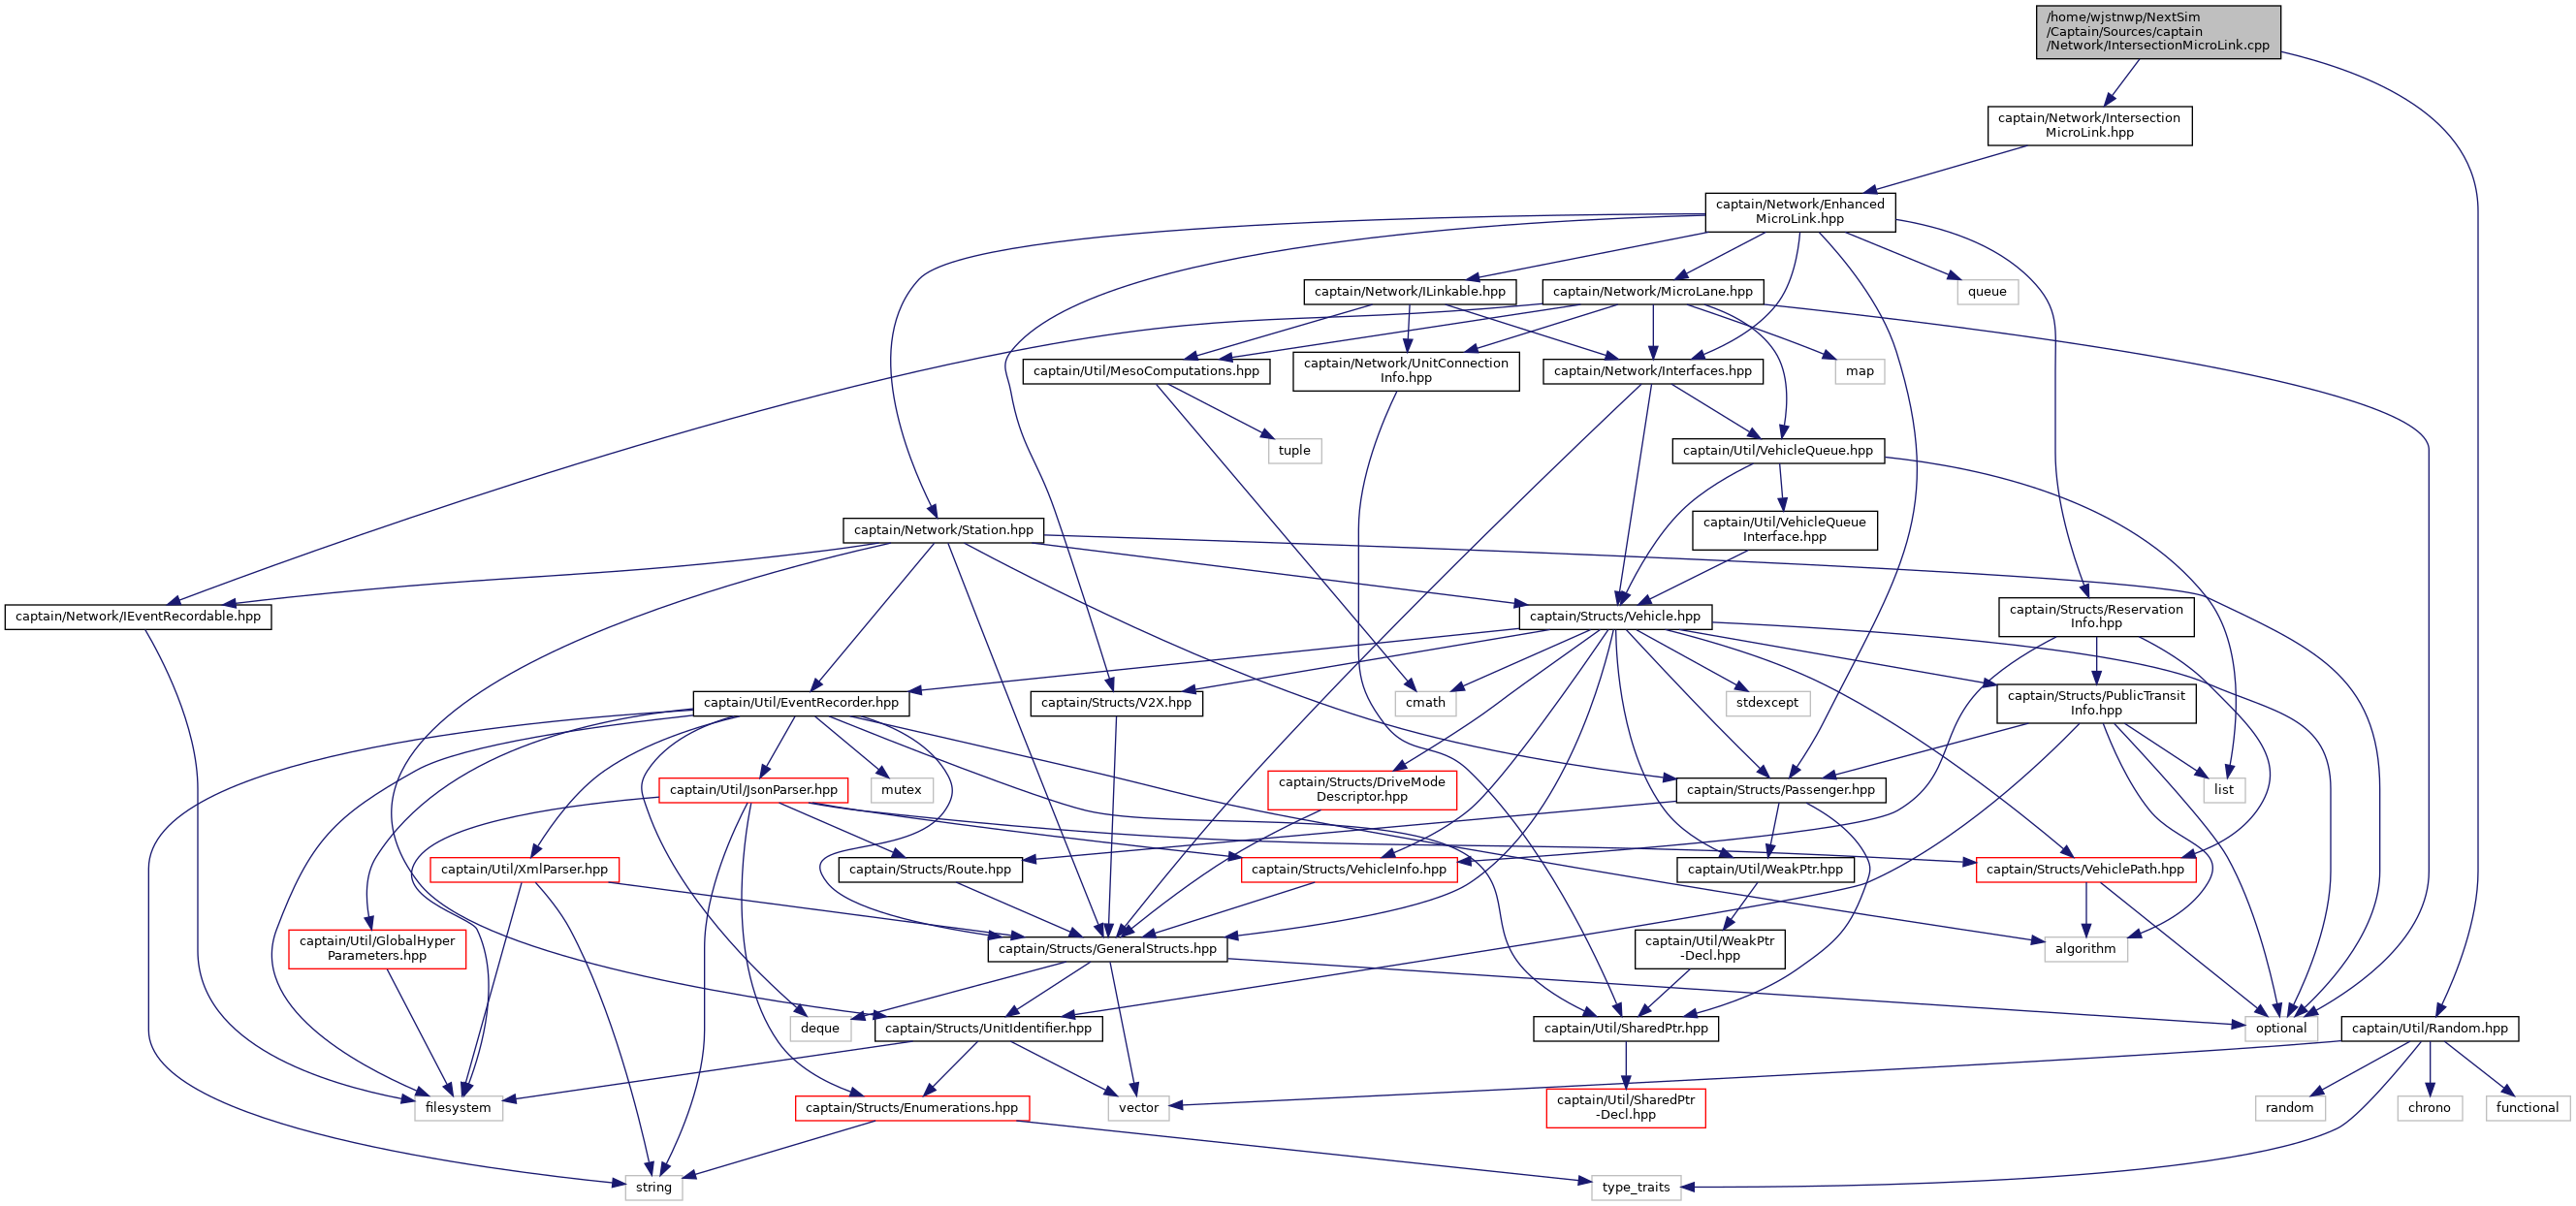 /home/wjstnwp/NextSim
/Captain/Sources/captain
/Network/IntersectionMicroLink.cpp
captain/Network/Intersection
MicroLink.hpp
captain/Network/Enhanced
MicroLink.hpp
captain/Network/ILinkable.hpp
captain/Network/MicroLane.hpp
queue
captain/Util/MesoComputations.hpp
captain/Network/UnitConnection
Info.hpp
captain/Network/Interfaces.hpp
map
tuple
captain/Util/VehicleQueue.hpp
captain/Network/Station.hpp
captain/Util/VehicleQueue
Interface.hpp
captain/Network/IEventRecordable.hpp
captain/Structs/Vehicle.hpp
captain/Structs/Reservation
Info.hpp
captain/Util/EventRecorder.hpp
captain/Structs/V2X.hpp
cmath
stdexcept
captain/Structs/PublicTransit
Info.hpp
captain/Util/JsonParser.hpp
mutex
captain/Structs/DriveMode
Descriptor.hpp
captain/Structs/Passenger.hpp
list
captain/Util/XmlParser.hpp
captain/Structs/Route.hpp
captain/Structs/VehicleInfo.hpp
captain/Util/WeakPtr.hpp
captain/Structs/VehiclePath.hpp
captain/Util/GlobalHyper
Parameters.hpp
captain/Structs/GeneralStructs.hpp
captain/Util/WeakPtr
-Decl.hpp
algorithm
deque
captain/Structs/UnitIdentifier.hpp
captain/Util/SharedPtr.hpp
optional
captain/Util/Random.hpp
filesystem
captain/Structs/Enumerations.hpp
vector
captain/Util/SharedPtr
-Decl.hpp
random
chrono
functional
string
type_traits